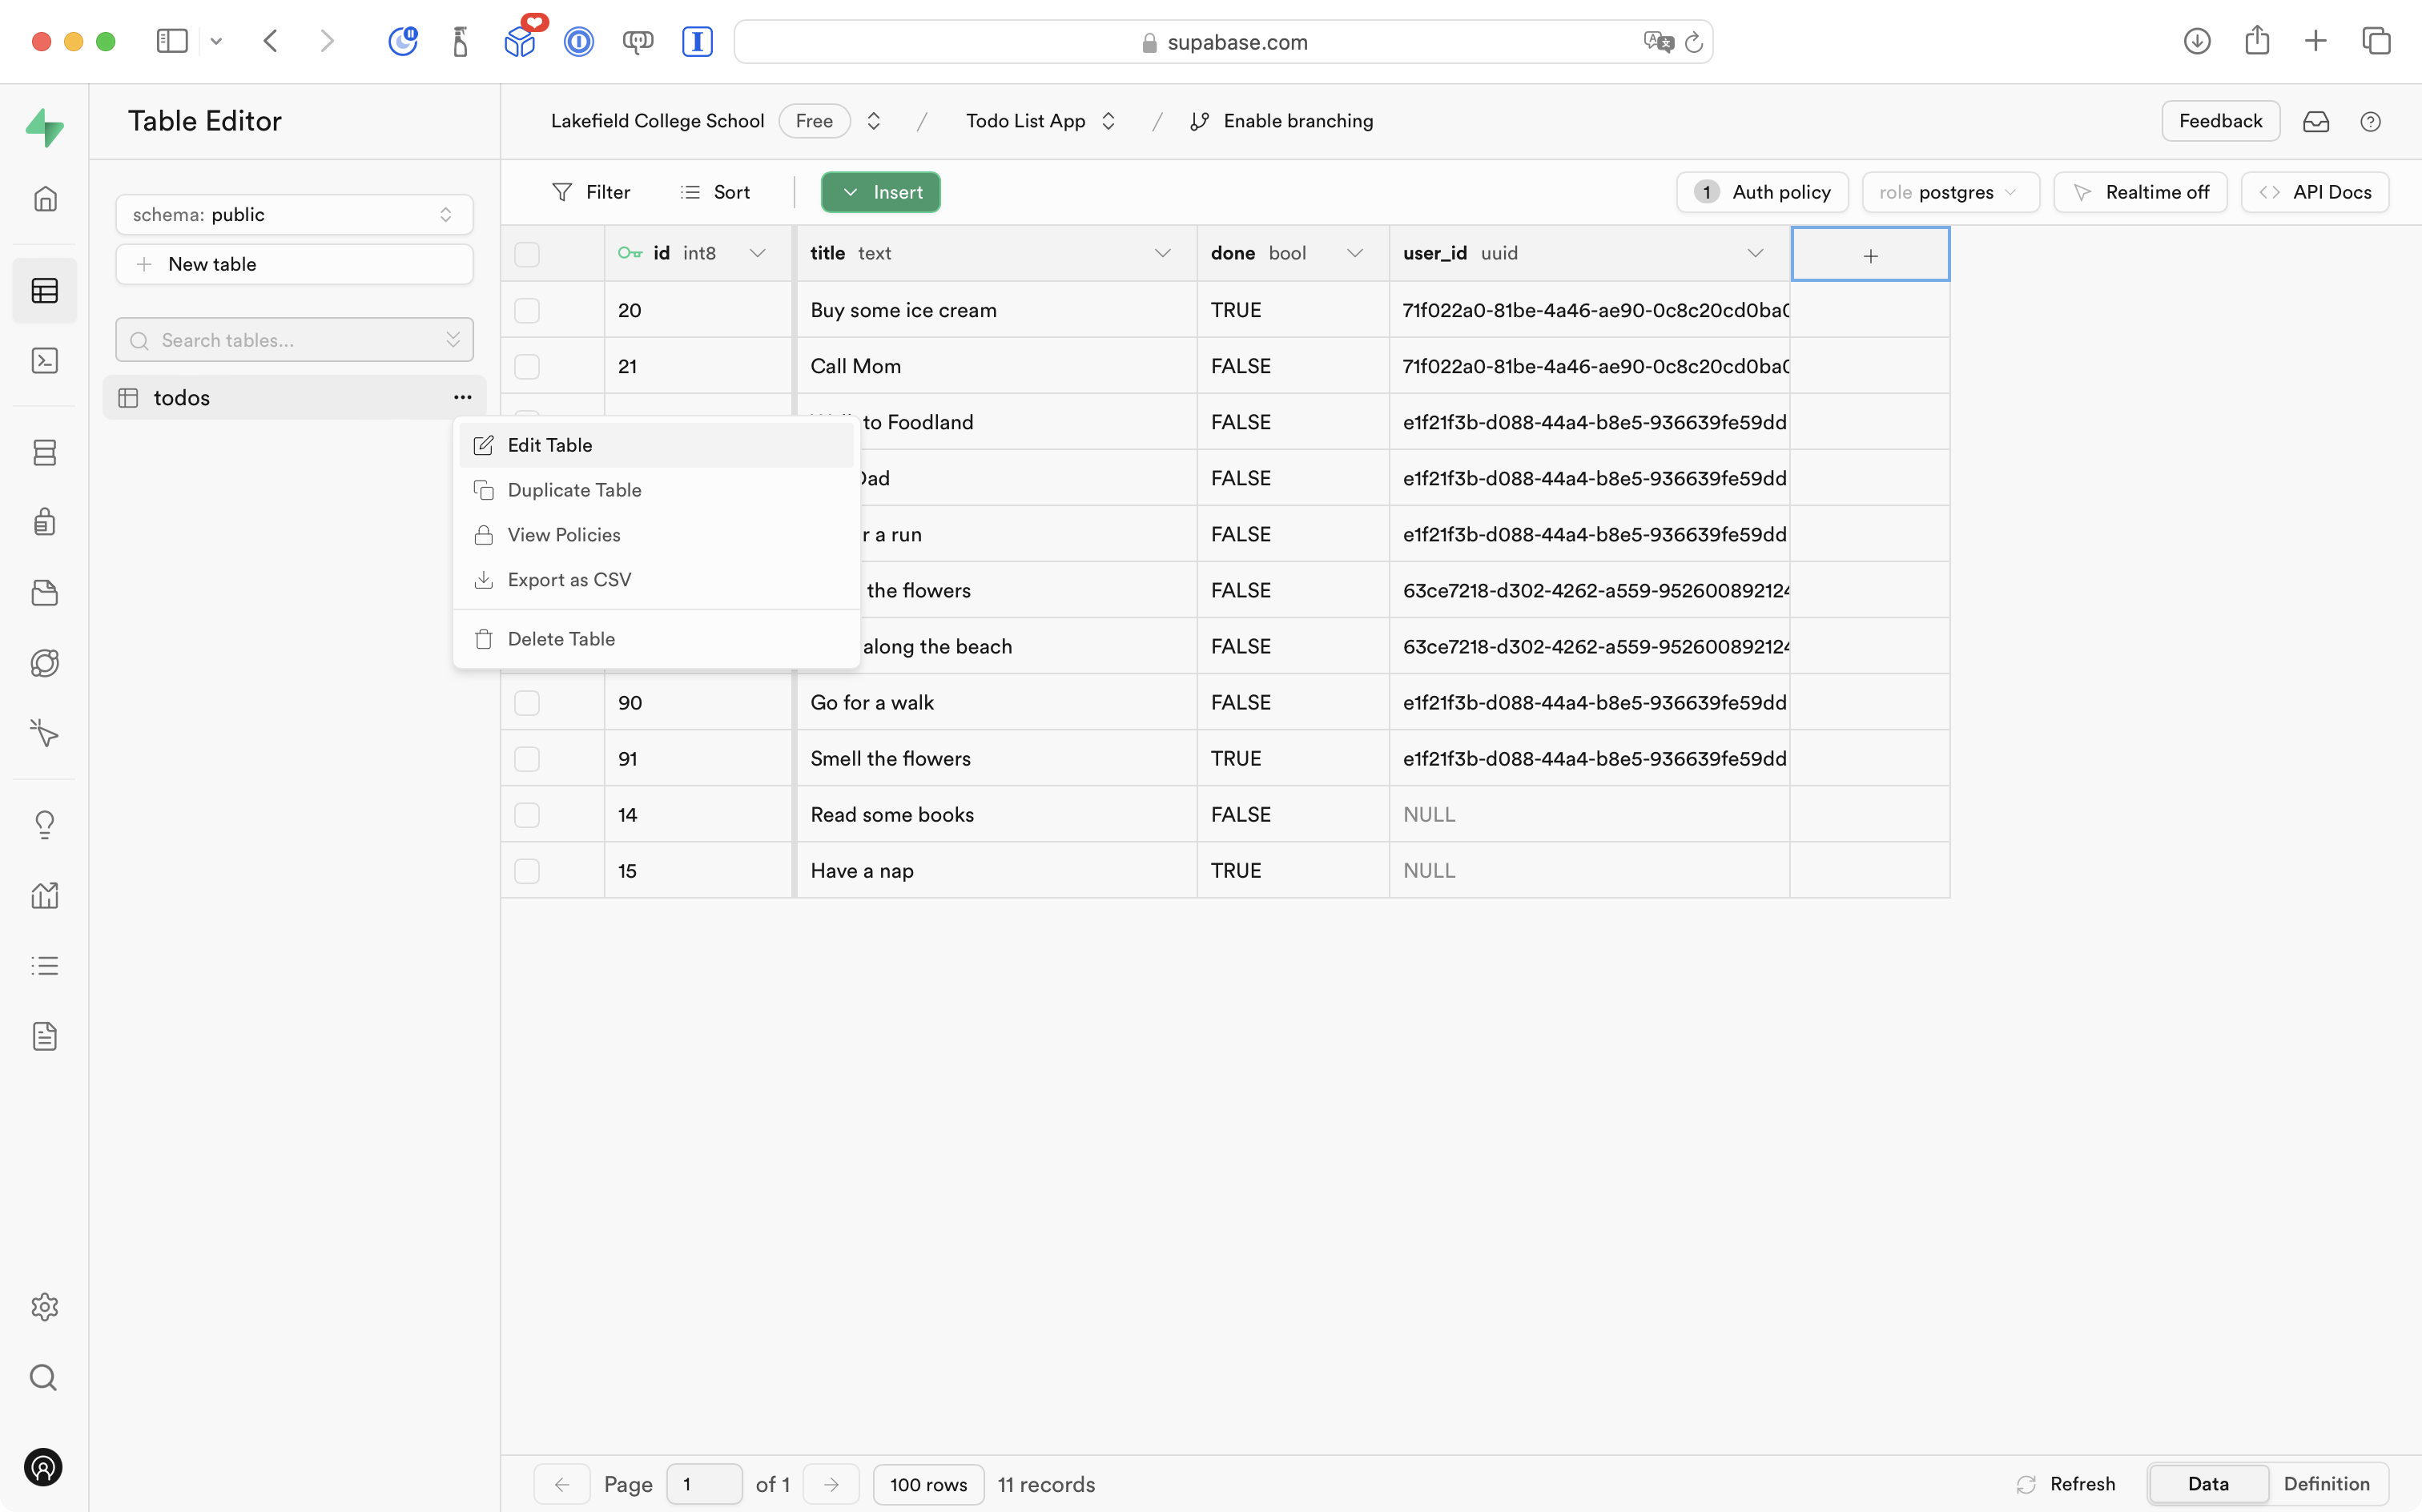 supabase.com
Table Editor
Lakefield College School Free / Todo List App / Enable branching
Feedback
schema: public
New table
Search tables...
todos
Edit Table
Duplicate Table
View Policies
Export as CSV
Delete Table
Filter Sort Insert
1 Auth policy role postgres Realtime off API Docs
id int8 title text done bool user_id uuid +
20 Buy some ice cream TRUE 71f022a0-81be-4a46-ae90-0c8c20cd0ba
21 Call Mom FALSE 71f022a0-81be-4a46-ae90-0c8c20cd0ba
to Foodland FALSE e1f21f3b-d088-44a4-b8e5-936639fe59dd
FALSE e1f21f3b-d088-44a4-b8e5-936639fe59dd
r a run FALSE e1f21f3b-d088-44a4-b8e5-936639fe59dd
the flowers FALSE 63ce7218-d302-4262-a559-95260089212
along the beach FALSE 63ce7218-d302-4262-a559-95260089212
90 Go for a walk FALSE e1f21f3b-d088-44a4-b8e5-936639fe59dd
91 Smell the flowers TRUE e1f21f3b-d088-44a4-b8e5-936639fe59dd
14 Read some books FALSE NULL
15 Have a nap TRUE NULL
Page 1 of 1 100 rows 11 records
Refresh Data Definition